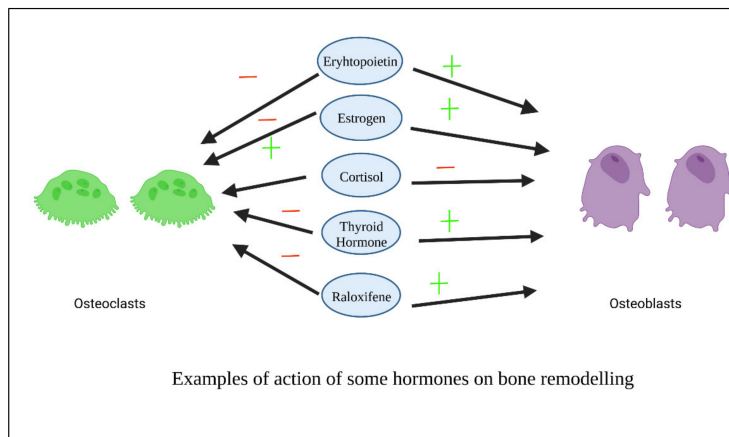 Eryhtopoietin
Estrogen
Cortisol
Thyroid
Hormone
Raloxifene
Osteoclasts
Osteoblasts
Examples of action of some hormones on bone remodelling